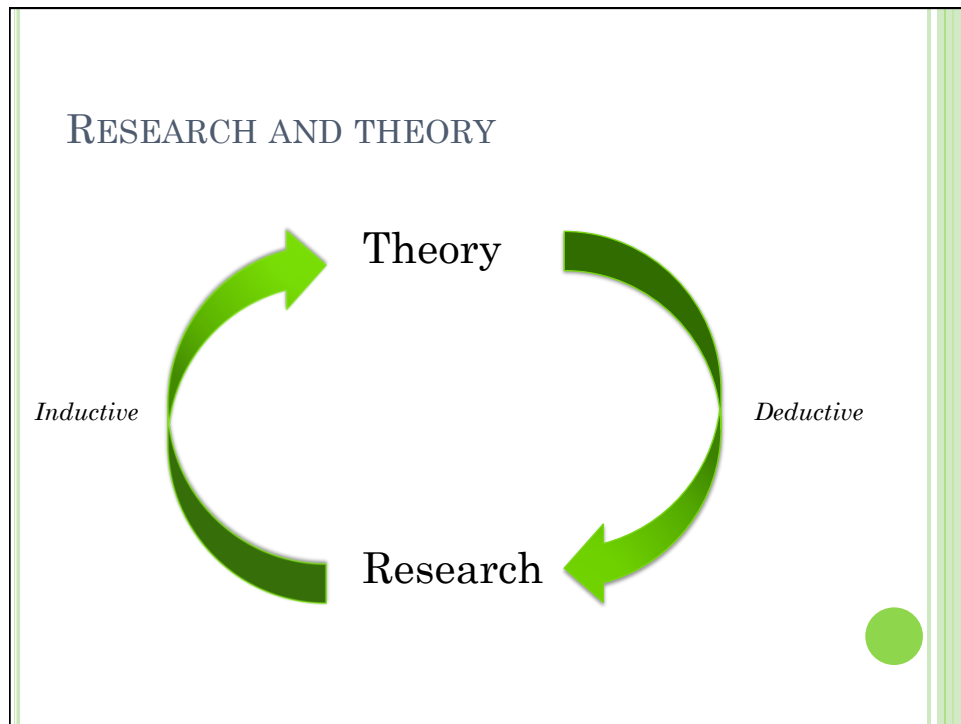 RESEARCH AND THEORY
Theory
Inductive
Deductive
Research